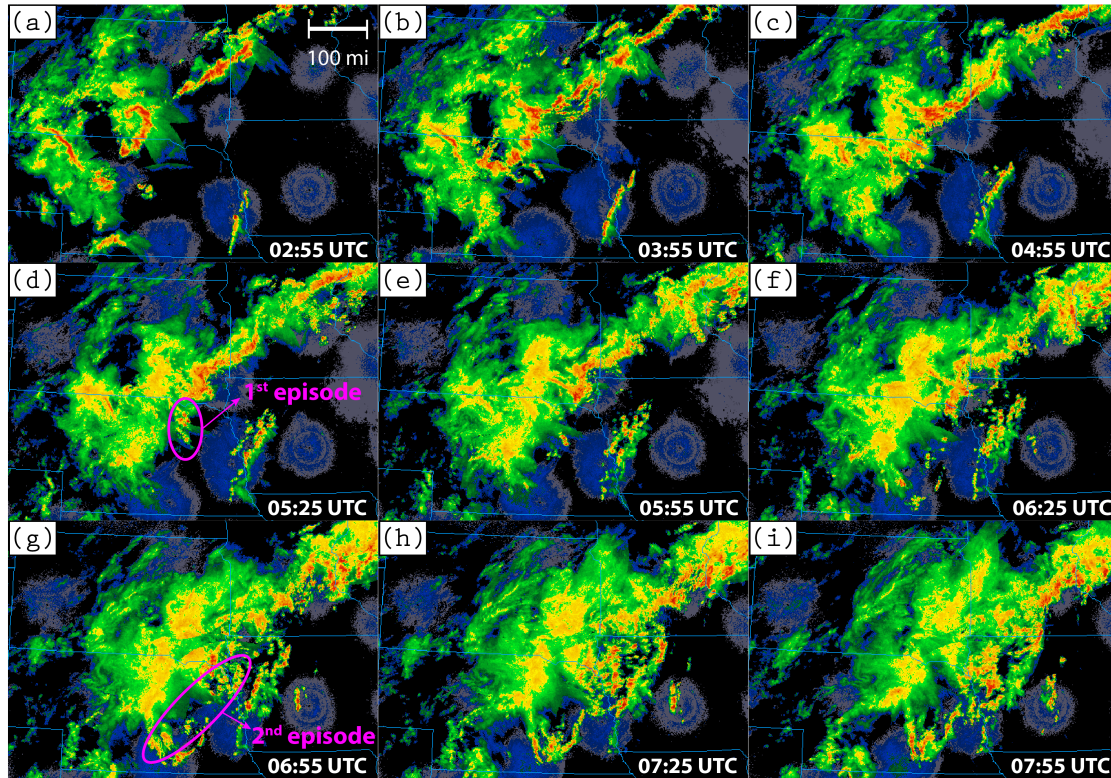 (a)
100 mi
02:55 UTC
(b)
03:55 UTC
(c)
04:55 UTC
(d)
1st episode
05:25 UTC
(e)
05:55 UTC
(f)
06:25 UTC
(g)
2nd episode
06:55 UTC
(h)
07:25 UTC
(i)
07:55 UTC